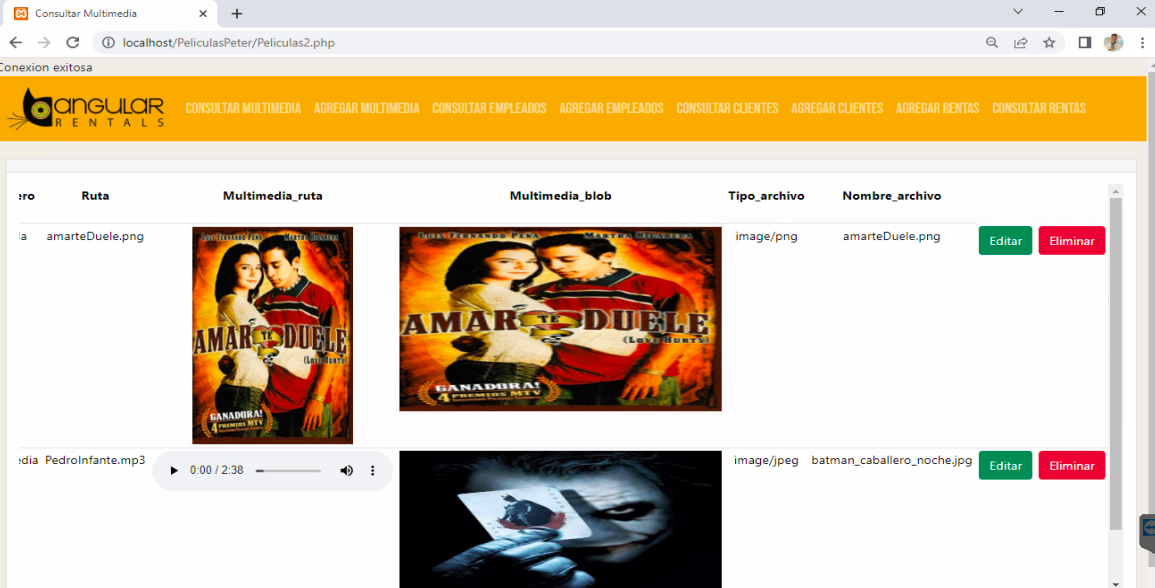 Consultar Multimedia
localhost/PeliculasPeter/Peliculas2.php
Conexion exitosa
angular
RENTALS
CONSULTAR MULTIMEDIA AGREGAR MULTIMEDIA CONSULTAR EMPLEADOS AGREGAR EMPLEADOS CONSULTAR CLIENTES AGREGAR CLIENTES AGREGAR RENTAS CONSULTAR RENTAS
ero Ruta Multimedia_ruta Multimedia_blob Tipo_archivo Nombre_archivo
ia amarteDuele.png image/png amarteDuele.png Editar Eliminar
LUIS FERNANDO PEÑA MARTHA HIGAREDA
AMAR TE DUELE
(LOVE HURTS)
GANADORA!
4 PREMIOS MTV
LUIS FERNANDO PEÑA MARTHA HIGAREDA
AMAR TE DUELE
(LOVE HURTS)
GANADORA!
4 PREMIOS MTV
edia PedroInfante.mp3 0:00 / 2:38 image/jpeg batman_caballero_noche.jpg Editar Eliminar